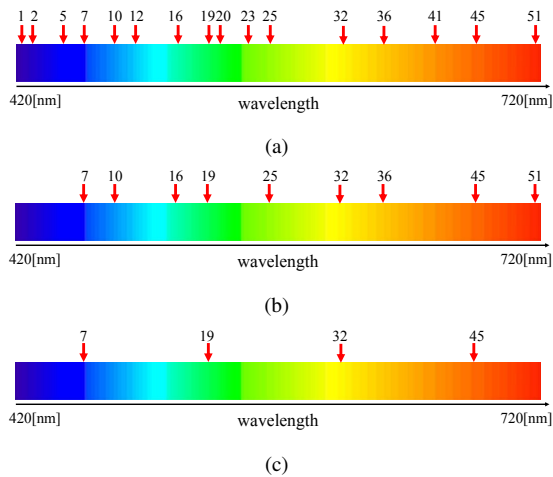 1 2 5 7 10 12 16 19 20 23 25 32 36 41 45 51
420[nm] wavelength 720[nm]
(a)
7 10 16 19 25 32 36 45 51
420[nm] wavelength 720[nm]
(b)
7 19 32 45
420[nm] wavelength 720[nm]
(c)